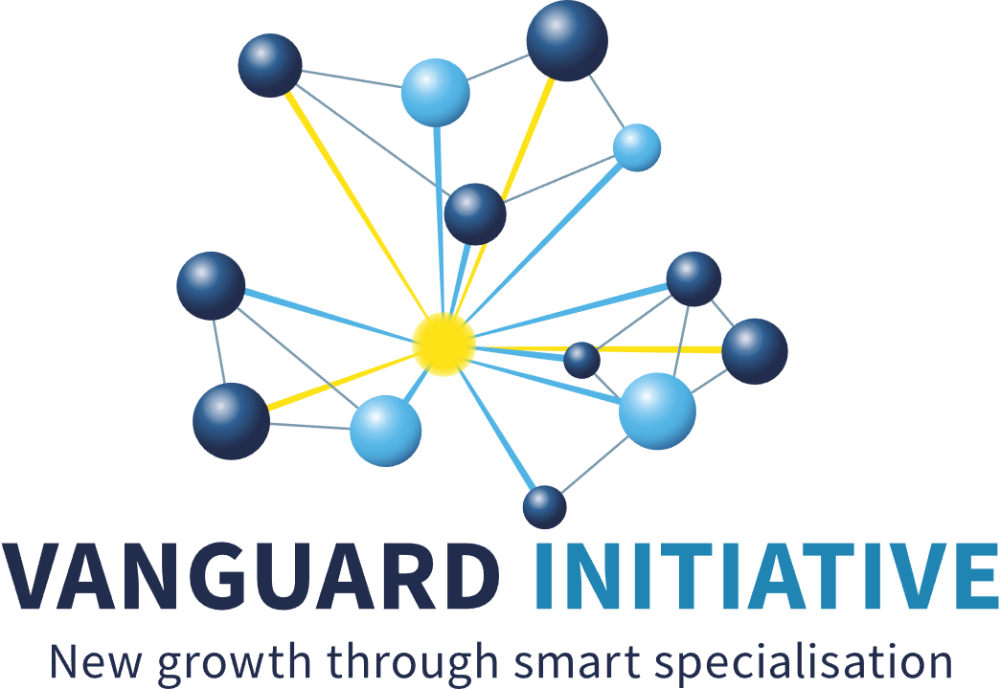 VANGUARD INITIATIVE
New growth through smart specialisation